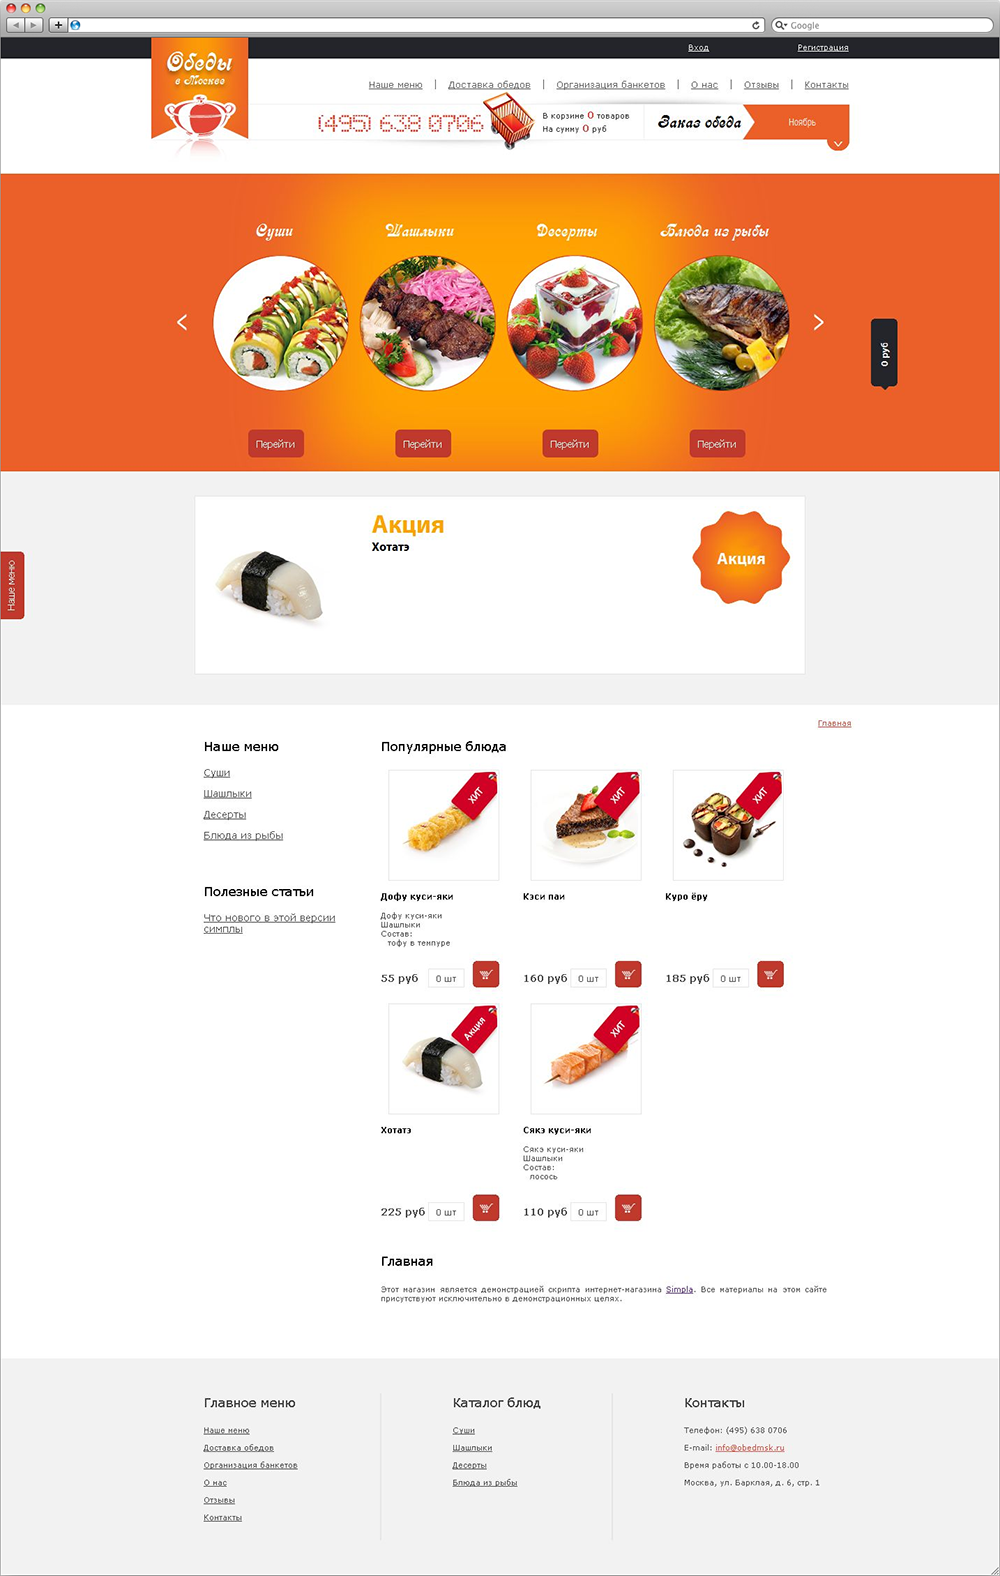 Google
Вход
Регистрация
Обеды
в Москве
Наше меню | Доставка обедов | Организация банкетов | О нас | Отзывы | Контакты
(495) 638 0706
В корзине 0 товаров
На сумму 0 руб
Заказ обеда
Ноябрь
Суши
Шашлыки
Десерты
Блюда из рыбы
0 руб
Перейти
Перейти
Перейти
Перейти
Наше меню
Акция
Хотатэ
Акция
Главная
Наше меню
Суши
Шашлыки
Десерты
Блюда из рыбы
Полезные статьи
Что нового в этой версии
симплы
Популярные блюда
ХИТ
ХИТ
ХИТ
Дофу куси-яки
Дофу куси-яки
Шашлыки
Состав:
тофу в темпуре
55 руб 0 шт
Кэси паи
160 руб 0 шт
Куро ёру
185 руб 0 шт
Акция
ХИТ
Хотатэ
225 руб 0 шт
Сякэ куси-яки
Сякэ куси-яки
Шашлыки
Состав:
лосось
110 руб 0 шт
Главная
Этот магазин является демонстрацией скрипта интернет-магазина Simpla. Все материалы на этом сайте
присутствуют исключительно в демонстрационных целях.
Главное меню
Наше меню
Доставка обедов
Организация банкетов
О нас
Отзывы
Контакты
Каталог блюд
Суши
Шашлыки
Десерты
Блюда из рыбы
Контакты
Телефон: (495) 638 0706
E-mail: info@obedmsk.ru
Время работы с 10.00-18.00
Москва, ул. Барклая, д. 6, стр. 1